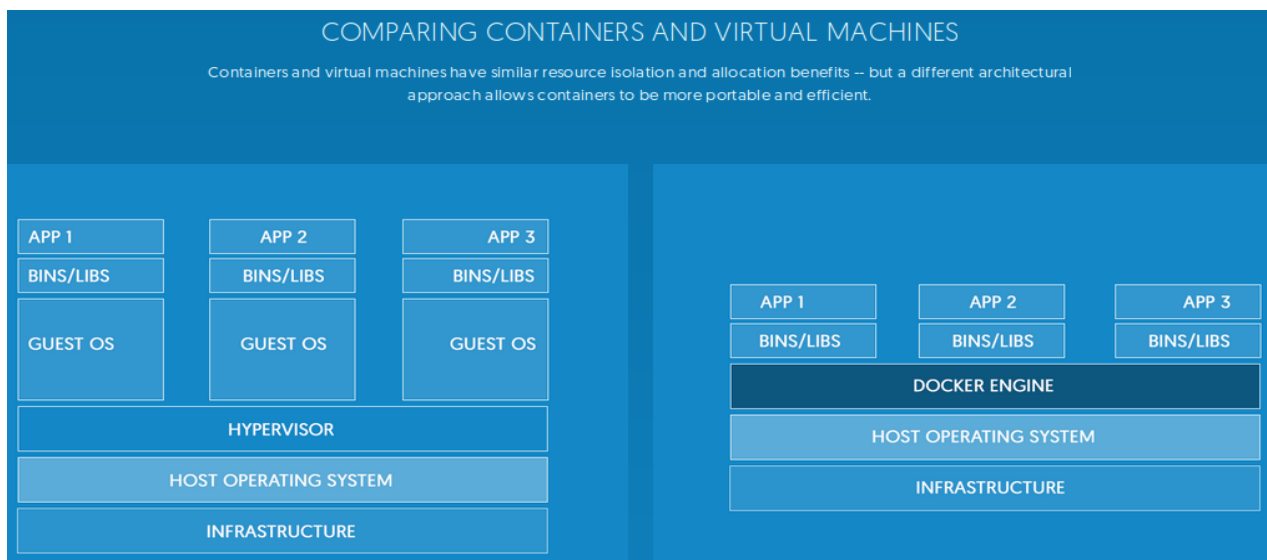 COMPARING CONTAINERS AND VIRTUAL MACHINES
Containers and virtual machines have similar resource isolation and allocation benefits -- but a different architectural
approach allows containers to be more portable and efficient.
APP 1
APP 2
APP 3
BINS/LIBS
BINS/LIBS
BINS/LIBS
GUEST OS
GUEST OS
GUEST OS
HYPERVISOR
HOST OPERATING SYSTEM
INFRASTRUCTURE
APP 1
APP 2
APP 3
BINS/LIBS
BINS/LIBS
BINS/LIBS
DOCKER ENGINE
HOST OPERATING SYSTEM
INFRASTRUCTURE